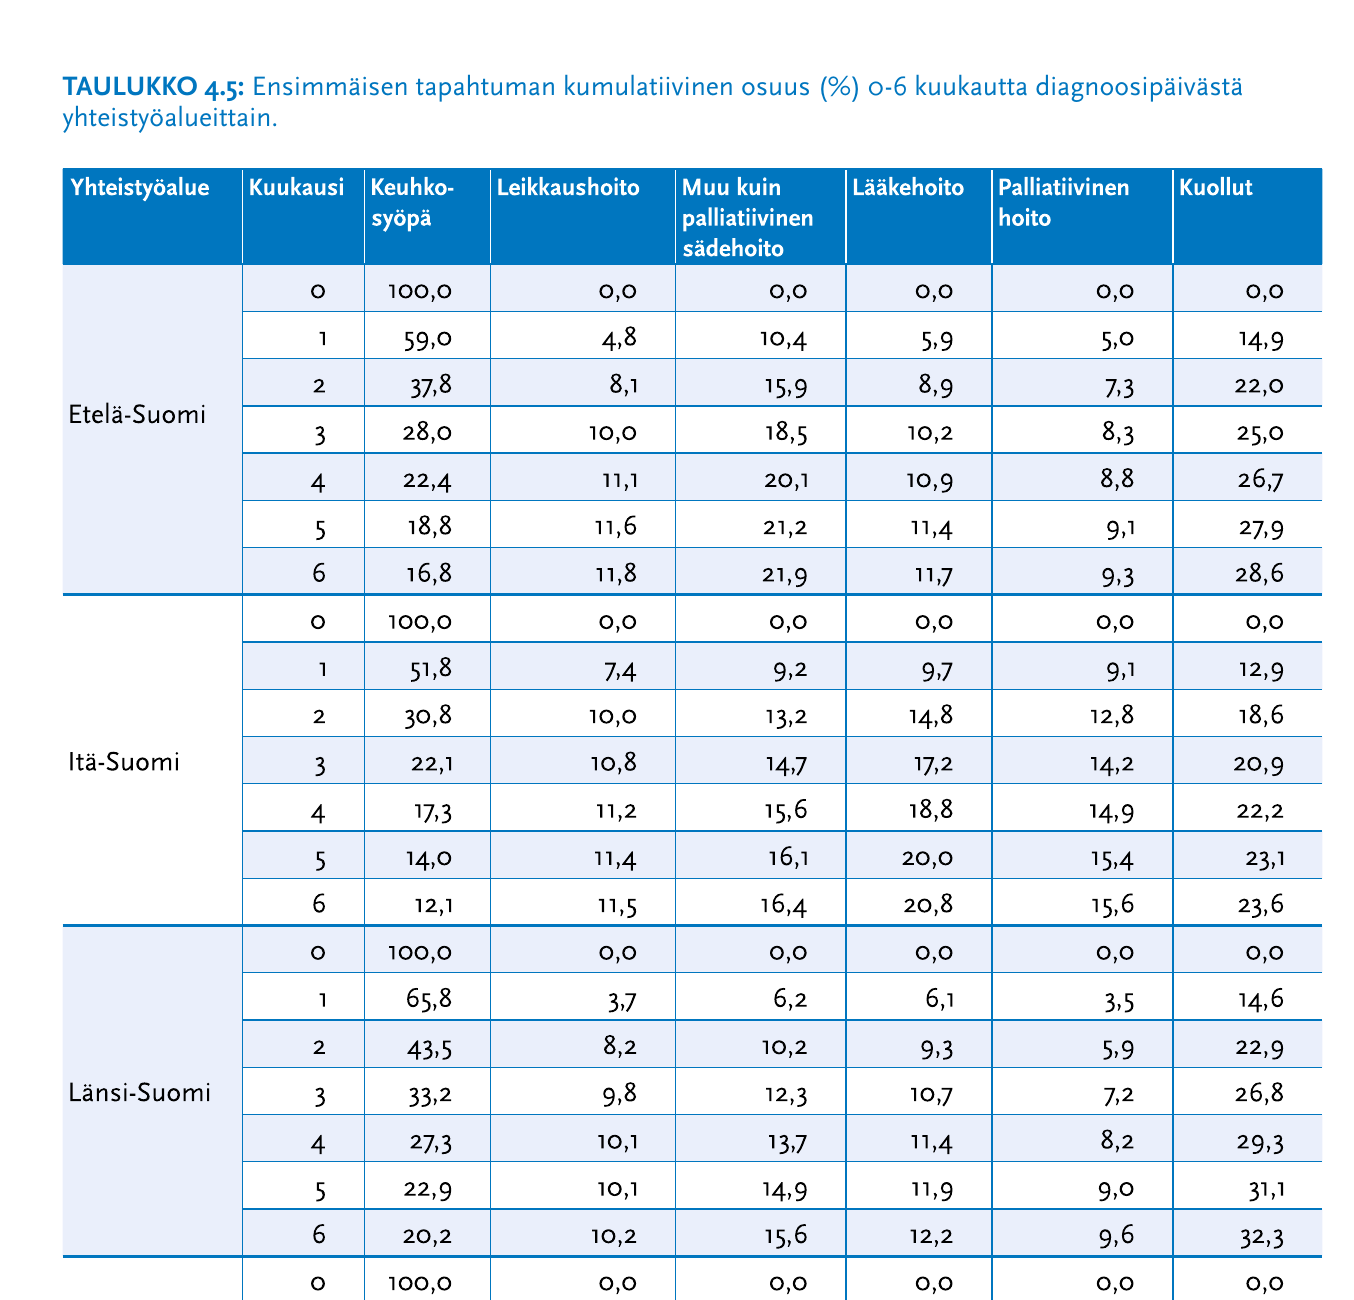 TAULUKKO 4.5: Ensimmäisen tapahtuman kumulatiivinen osuus (%) 0-6 kuukautta diagnoosipäivästä
yhteistyöalueittain.
Yhteistyöalue Kuukausi Keuhko- Leikkaushoito Muu kuin Lääkehoito Palliatiivinen Kuollut
syöpä palliatiivinen hoito
sädehoito
0 100,0 0,0 0,0 0,0 0,0 0,0
1 59,0 4,8 10,4 5,9 5,0 14,9
2 37,8 8,1 15,9 8,9 7,3 22,0
Etelä-Suomi
3 28,0 10,0 18,5 10,2 8,3 25,0
4 22,4 11,1 20,1 10,9 8,8 26,7
5 18,8 11,6 21,2 11,4 9,1 27,9
6 16,8 11,8 21,9 11,7 9,3 28,6
0 100,0 0,0 0,0 0,0 0,0 0,0
1 51,8 7,4 9,2 9,7 9,1 12,9
2 30,8 10,0 13,2 14,8 12,8 18,6
Itä-Suomi 3 22,1 10,8 14,7 17,2 14,2 20,9
4 17,3 11,2 15,6 18,8 14,9 22,2
5 14,0 11,4 16,1 20,0 15,4 23,1
6 12,1 11,5 16,4 20,8 15,6 23,6
0 100,0 0,0 0,0 0,0 0,0 0,0
1 65,8 3,7 6,2 6,1 3,5 14,6
2 43,5 8,2 10,2 9,3 5,9 22,9
Länsi-Suomi 3 33,2 9,8 12,3 10,7 7,2 26,8
4 27,3 10,1 13,7 11,4 8,2 29,3
5 22,9 10,1 14,9 11,9 9,0 31,1
6 20,2 10,2 15,6 12,2 9,6 32,3
0 100,0 0,0 0,0 0,0 0,0 0,0